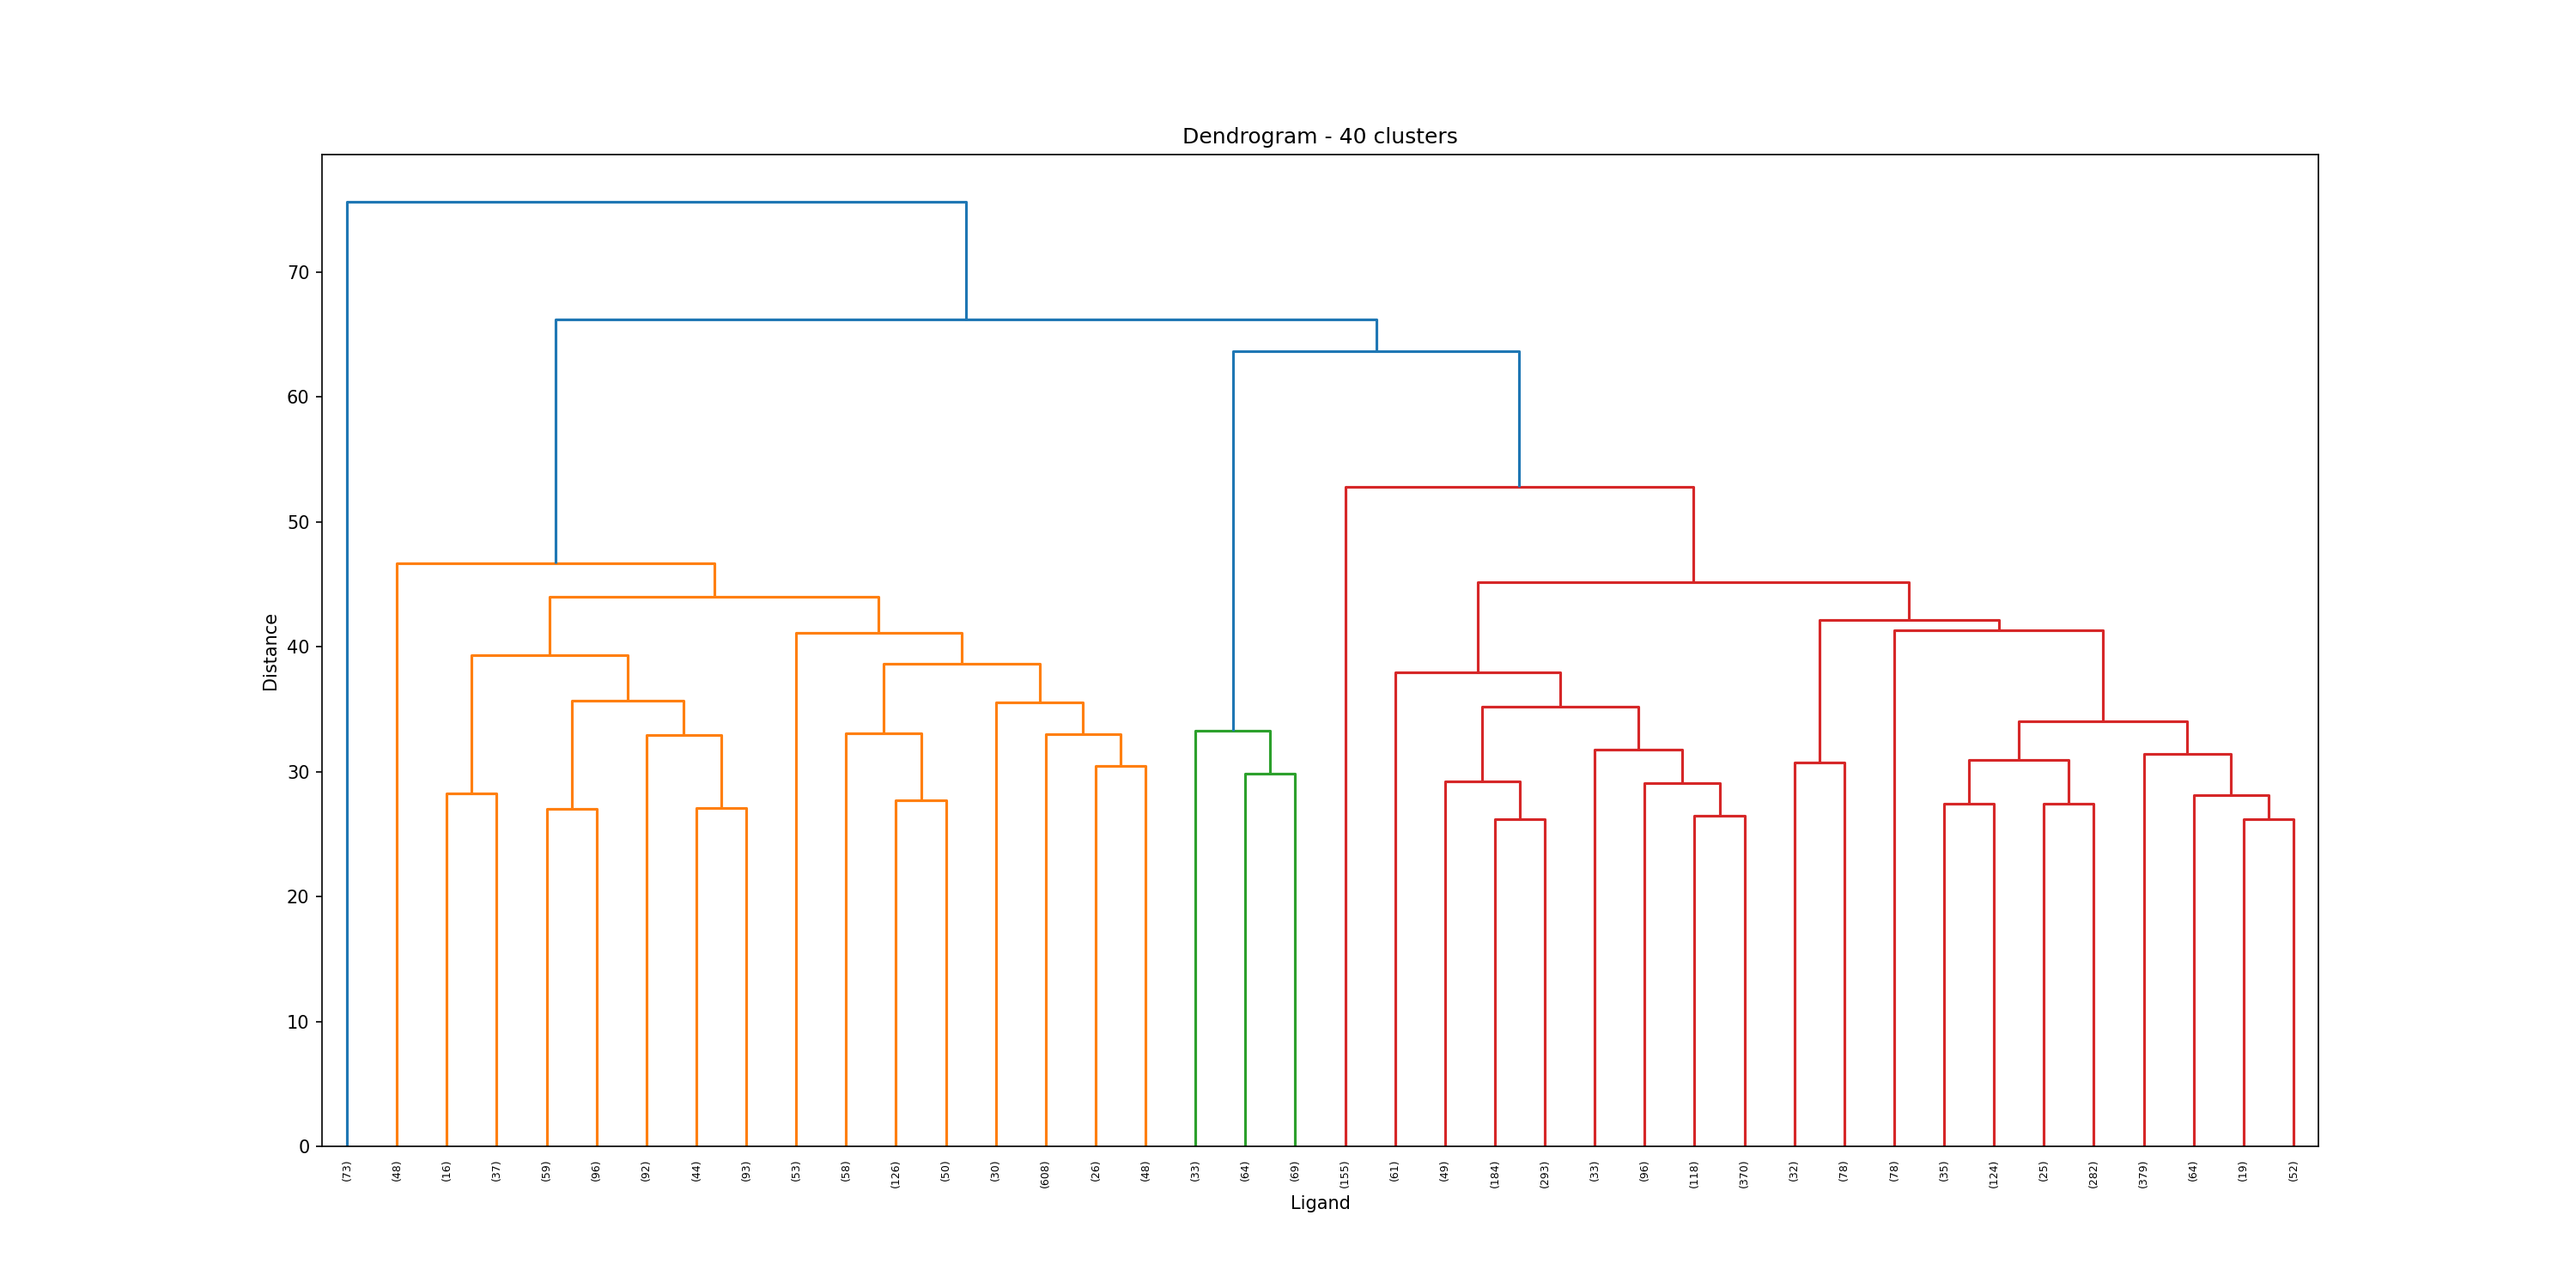 Dendrogram - 40 clusters
70
60
50
40
30
20
10
0
Distance
(73) (48) (16) (37) (59) (96) (92) (44) (93) (53) (58) (126) (50) (30) (608) (26) (48) (33) (64) (69) (155) (61) (49) (184) (293) (33) (96) (118) (370) (32) (78) (78) (35) (124) (25) (282) (379) (64) (19) (52)
Ligand